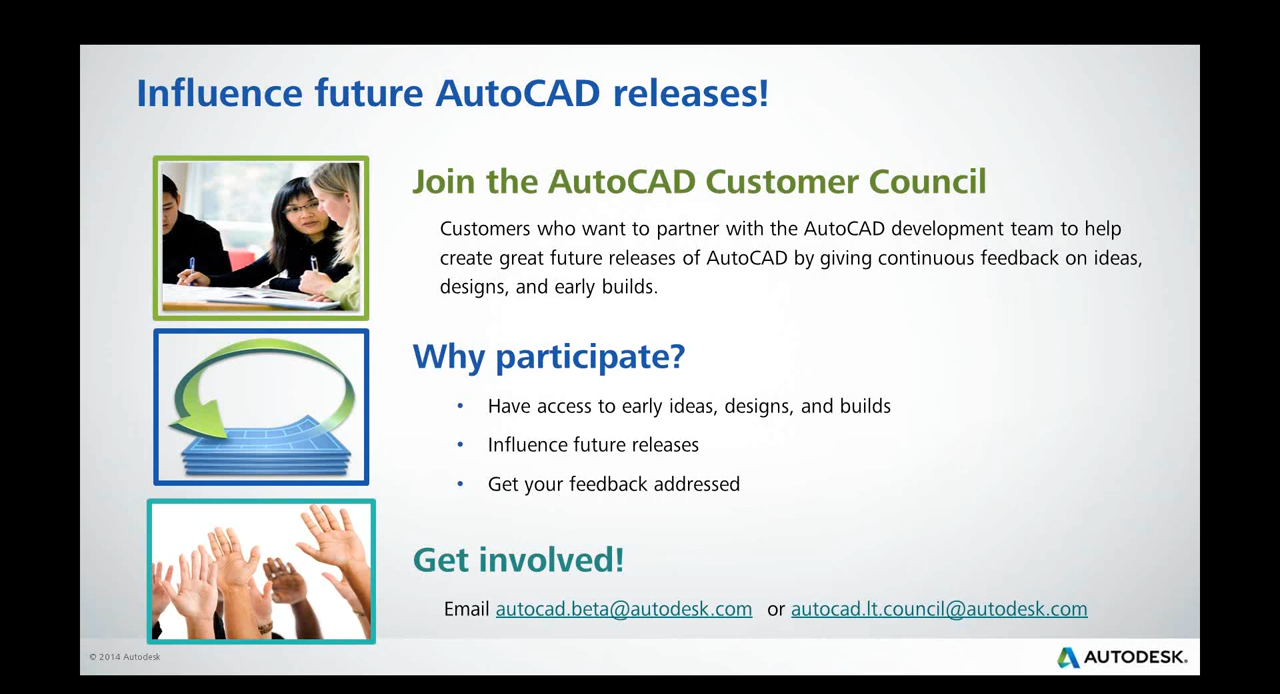 Influence future AutoCAD releases!
Join the AutoCAD Customer Council
Customers who want to partner with the AutoCAD development team to help
create great future releases of AutoCAD by giving continuous feedback on ideas,
designs, and early builds.
Why participate?
• Have access to early ideas, designs, and builds
• Influence future releases
• Get your feedback addressed
Get involved!
Email autocad.beta@autodesk.com or autocad.lt.council@autodesk.com
© 2014 Autodesk
AUTODESK.